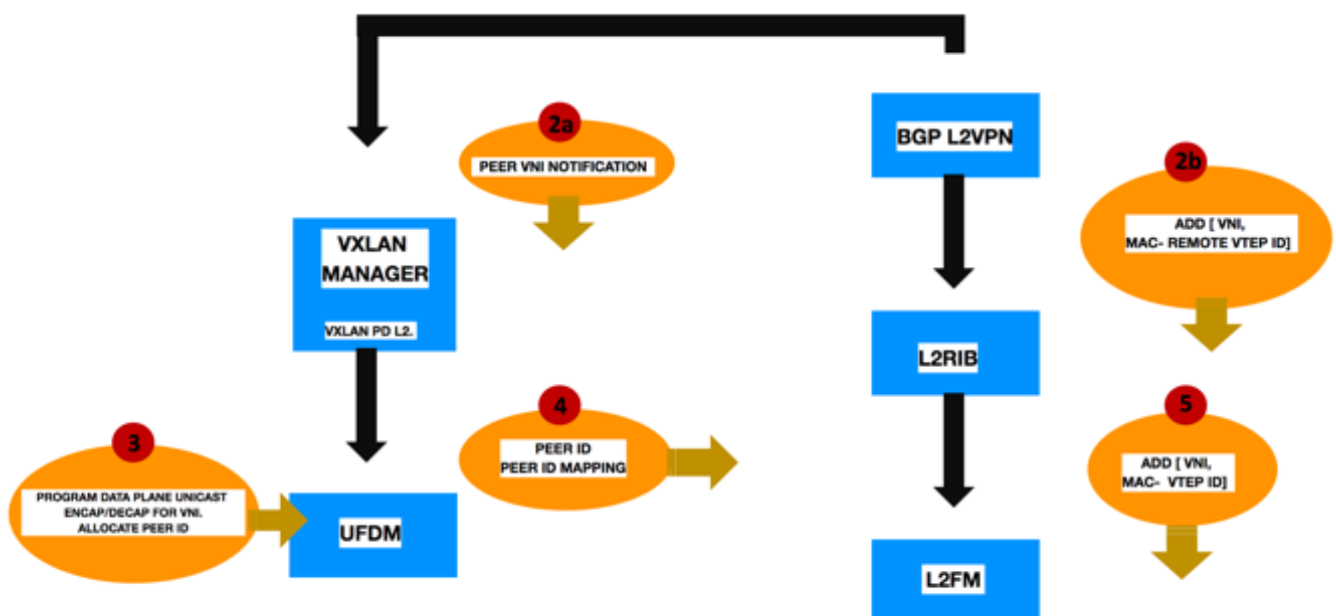 2a
PEER VNI NOTIFICATION
BGP L2VPN
2b
ADD [ VNI,
MAC- REMOTE VTEP ID]
VXLAN
MANAGER
VXLAN PD L2.
L2RIB
3
PROGRAM DATA PLANE UNICAST
ENCAP/DECAP FOR VNI.
ALLOCATE PEER ID
4
PEER ID
PEER ID MAPPING
5
ADD [ VNI,
MAC- VTEP ID]
UFDM
L2FM